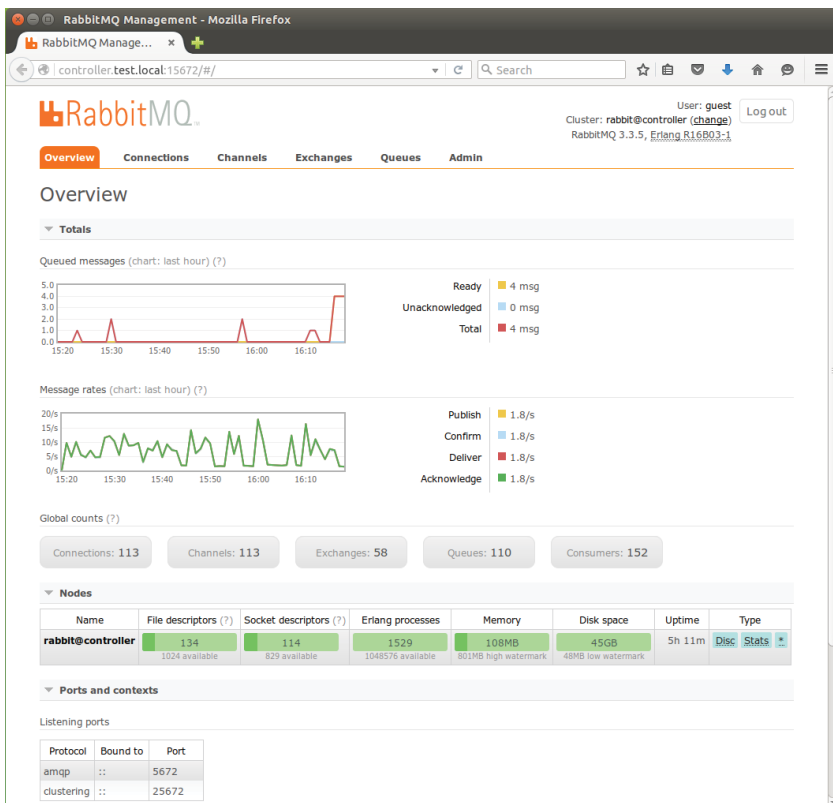 RabbitMQ Management - Mozilla Firefox
RabbitMQ Manage...
controller.test.local:15672/#/
Search
RabbitMQ
User: guest
Log out
Cluster: rabbit@controller (change)
RabbitMQ 3.3.5, Erlang R16B03-1
Overview Connections Channels Exchanges Queues Admin
Overview
Totals
Queued messages (chart: last hour) (?)
5.0
4.0
3.0
2.0
1.0
0.0
15:20 15:30 15:40 15:50 16:00 16:10
Ready 4 msg
Unacknowledged 0 msg
Total 4 msg
Message rates (chart: last hour) (?)
20/s
15/s
10/s
5/s
0/s
15:20 15:30 15:40 15:50 16:00 16:10
Publish 1.8/s
Confirm 1.8/s
Deliver 1.8/s
Acknowledge 1.8/s
Global counts (?)
Connections: 113 Channels: 113 Exchanges: 58 Queues: 110 Consumers: 152
Nodes
Name File descriptors (?) Socket descriptors (?) Erlang processes Memory Disk space Uptime Type
rabbit@controller 134 114 1529 108MB 45GB 5h 11m Disc Stats *
1024 available 829 available 1048576 available 801MB high watermark 48MB low watermark
Ports and contexts
Listening ports
Protocol Bound to Port
amqp :: 5672
clustering :: 25672